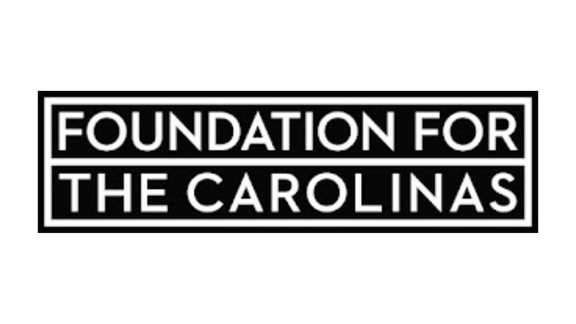 FOUNDATION FOR
THE CAROLINAS